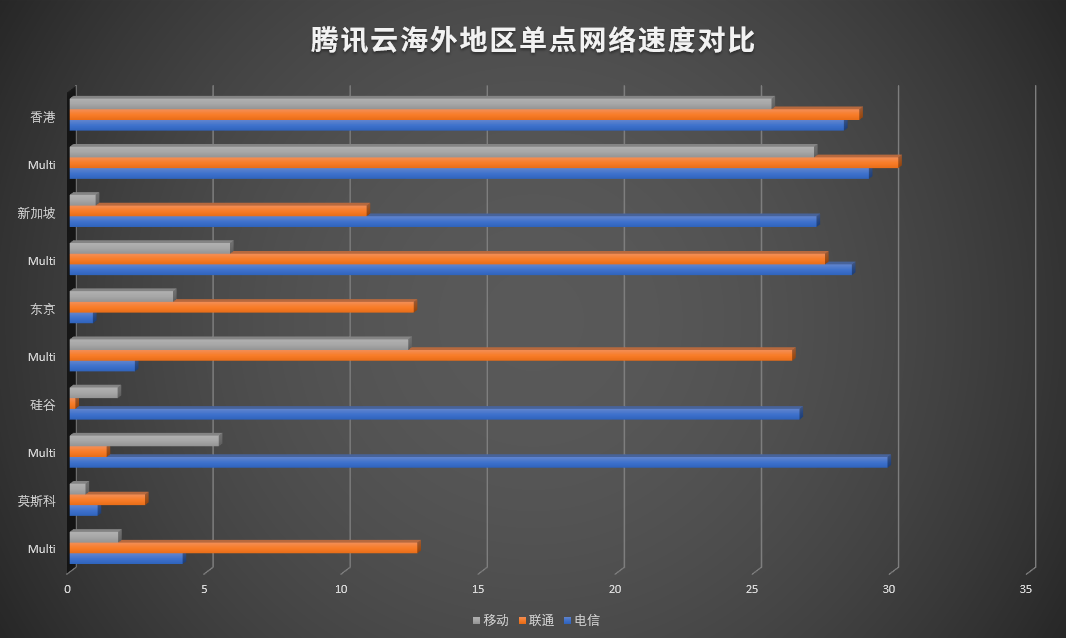 腾讯云海外地区单点网络速度对比
香港
Multi
新加坡
Multi
东京
Multi
硅谷
Multi
莫斯科
Multi
0 5 10 15 20 25 30 35
移动 联通 电信